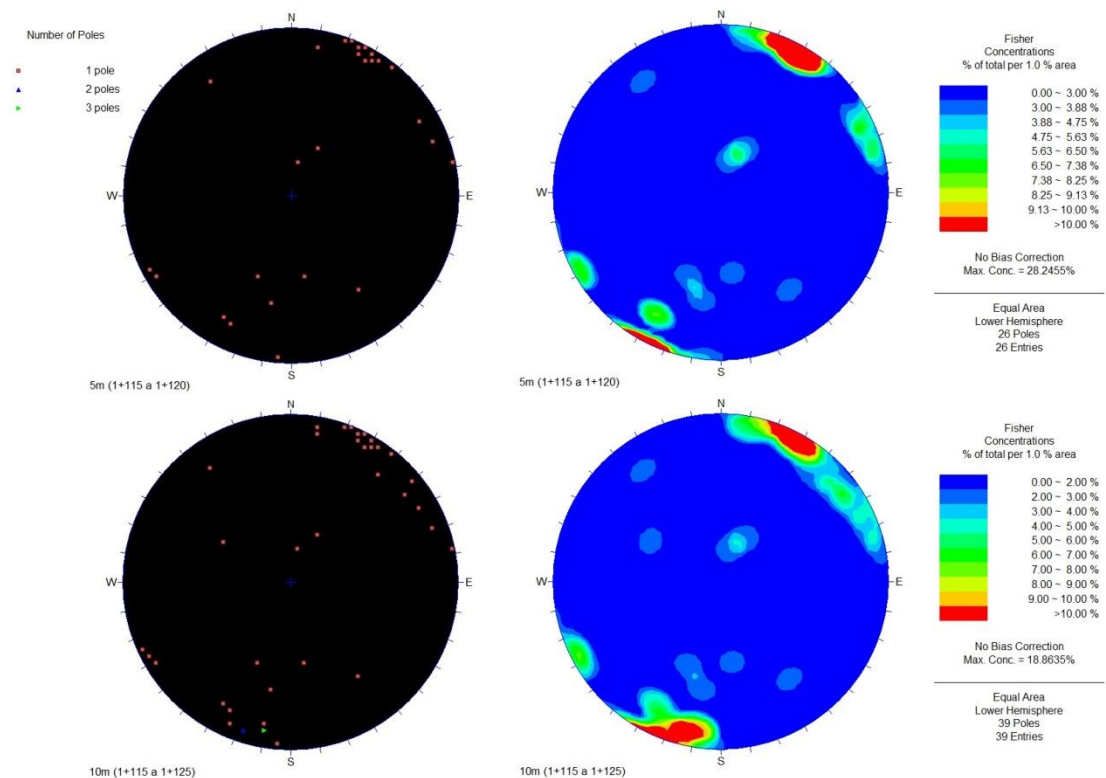 Number of Poles
1 pole
2 poles
3 poles
N
W
E
S
5m (1+115 a 1+120)
N
W
E
S
5m (1+115 a 1+120)
Fisher
Concentrations
% of total per 1.0 % area
0.00 ~ 3.00 %
3.00 ~ 3.88 %
3.88 ~ 4.75 %
4.75 ~ 5.63 %
5.63 ~ 6.50 %
6.50 ~ 7.38 %
7.38 ~ 8.25 %
8.25 ~ 9.13 %
9.13 ~ 10.00 %
>10.00 %
No Bias Correction
Max. Conc. = 28.2455%
Equal Area
Lower Hemisphere
26 Poles
26 Entries
N
W
E
S
10m (1+115 a 1+125)
N
W
E
S
10m (1+115 a 1+125)
Fisher
Concentrations
% of total per 1.0 % area
0.00 ~ 2.00 %
2.00 ~ 3.00 %
3.00 ~ 4.00 %
4.00 ~ 5.00 %
5.00 ~ 6.00 %
6.00 ~ 7.00 %
7.00 ~ 8.00 %
8.00 ~ 9.00 %
9.00 ~ 10.00 %
>10.00 %
No Bias Correction
Max. Conc. = 18.8635%
Equal Area
Lower Hemisphere
39 Poles
39 Entries